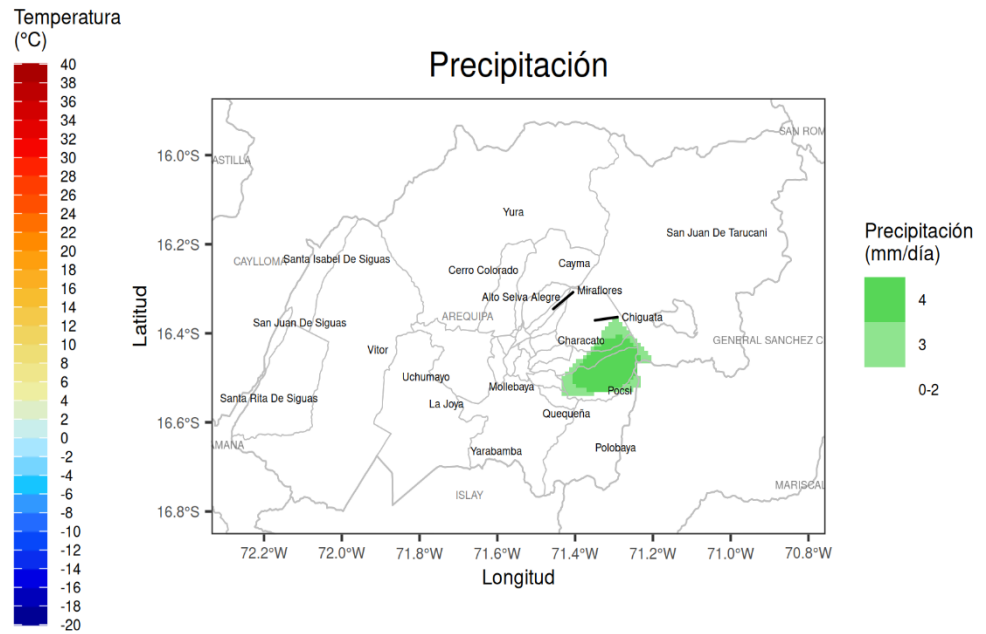 Temperatura
(°C)
40
38
36
34
32
30
28
26
24
22
20
18
16
14
12
10
8
6
4
2
0
-2
-4
-6
-8
-10
-12
-14
-16
-18
-20
Precipitación
Latitud
16.0°S
16.2°S
16.4°S
16.6°S
16.8°S
SAN ROM
ASTILLA
Yura
San Juan De Tarucani
CAYLLOMA
Santa Isabel De Siguas
Cerro Colorado
Cayma
Alto Selva Alegre
Miraflores
AREQUIPA
Chiguata
San Juan De Siguas
GENERAL SANCHEZ C
Characato
Vitor
Uchumayo
Mollebaya
Pocsi
Santa Rita De Siguas
La Joya
Quequeña
AMANA
Yarabamba
Polobaya
ISLAY
MARISCAL
72.2°W
72.0°W
71.8°W
71.6°W
71.4°W
71.2°W
71.0°W
70.8°W
Longitud
Precipitación
(mm/día)
4
3
0-2